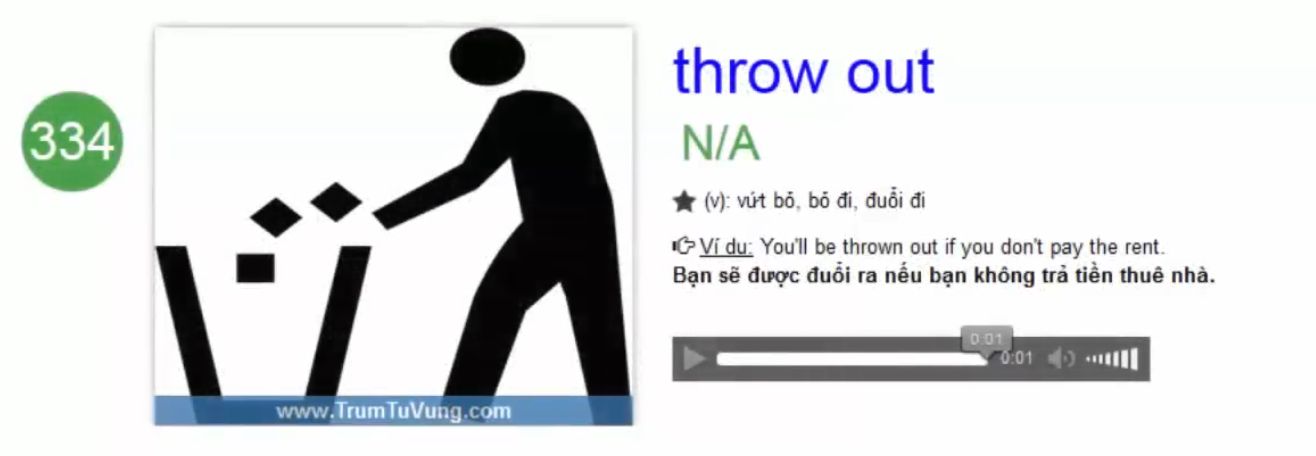 334
throw out
N/A
(v): vứt bỏ, bỏ đi, đuổi đi
Ví dụ: You'll be thrown out if you don't pay the rent.
Bạn sẽ được đuổi ra nếu bạn không trả tiền thuê nhà.
0:01
0:01
www.TrumTuVung.com